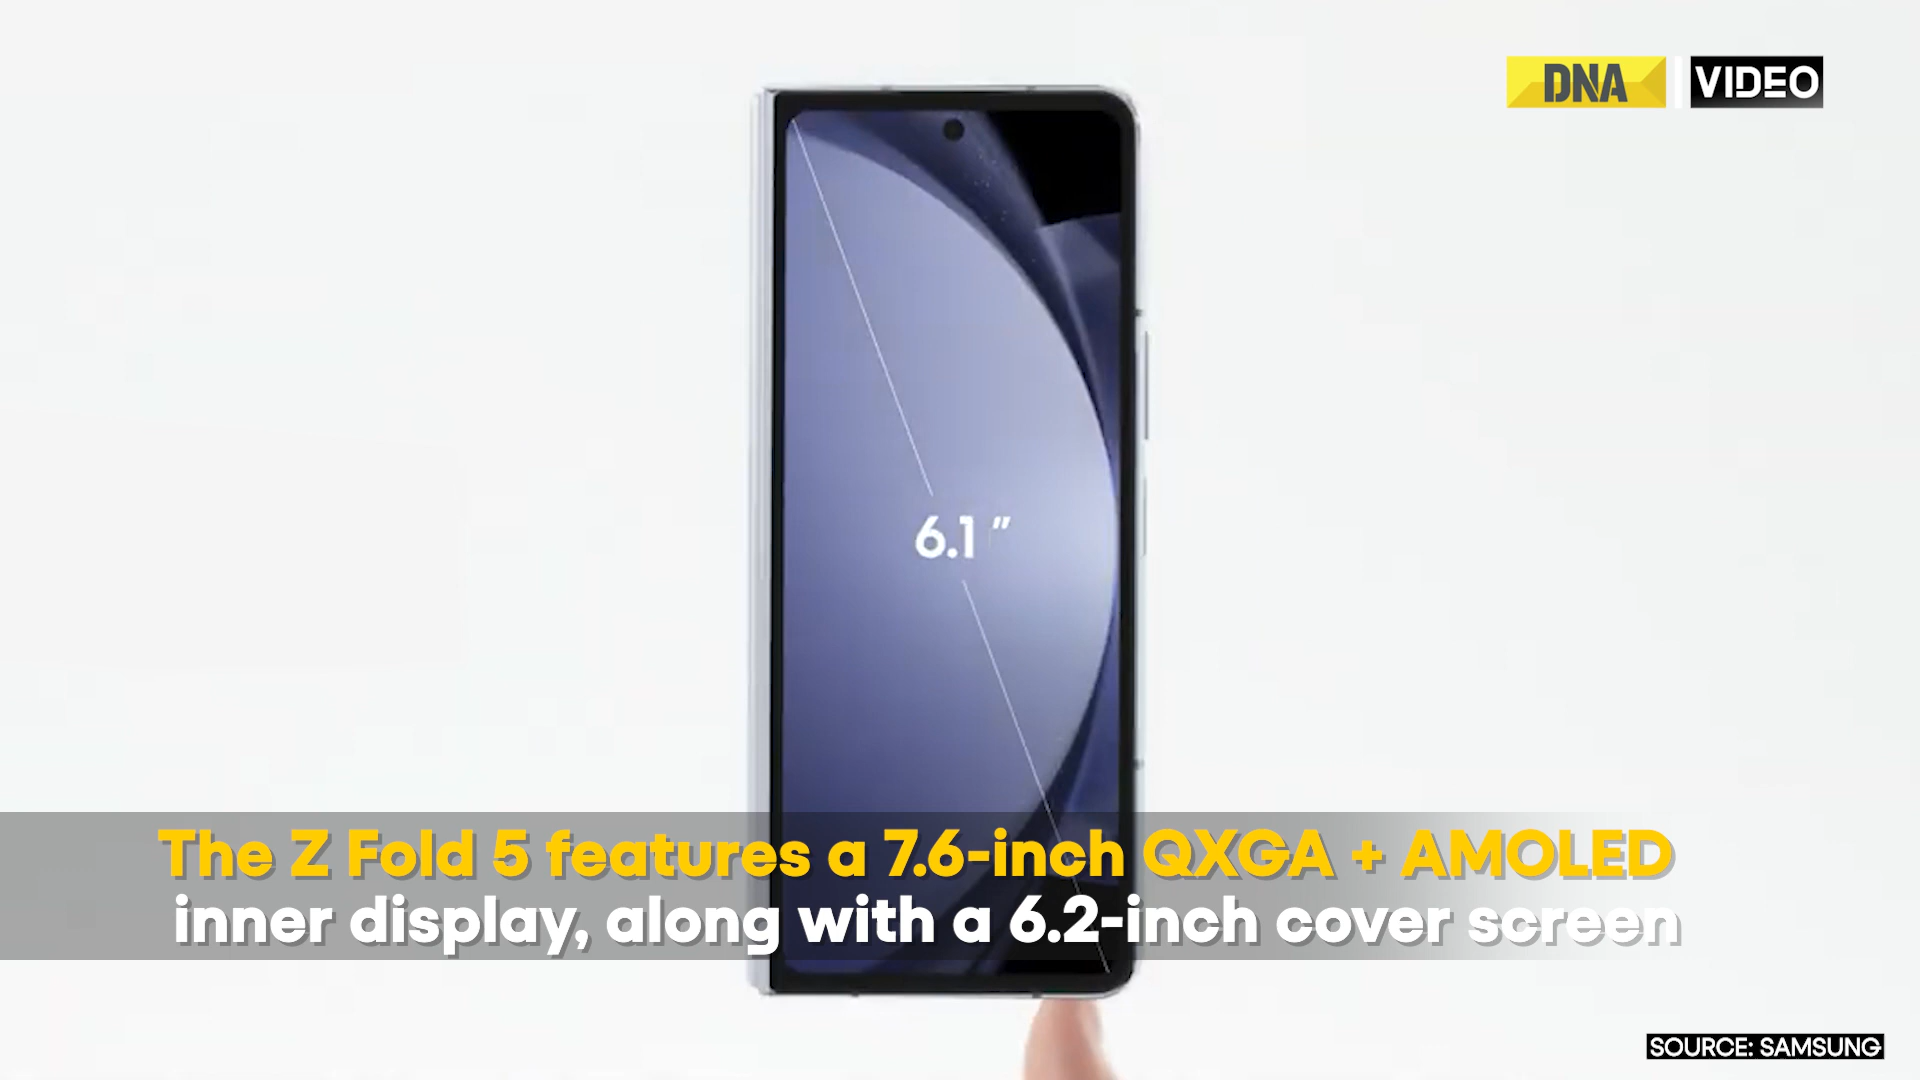 DNA VIDEO
6.1"
The Z Fold 5 features a 7.6-inch QXGA + AMOLED
inner display, along with a 6.2-inch cover screen
SOURCE: SAMSUNG